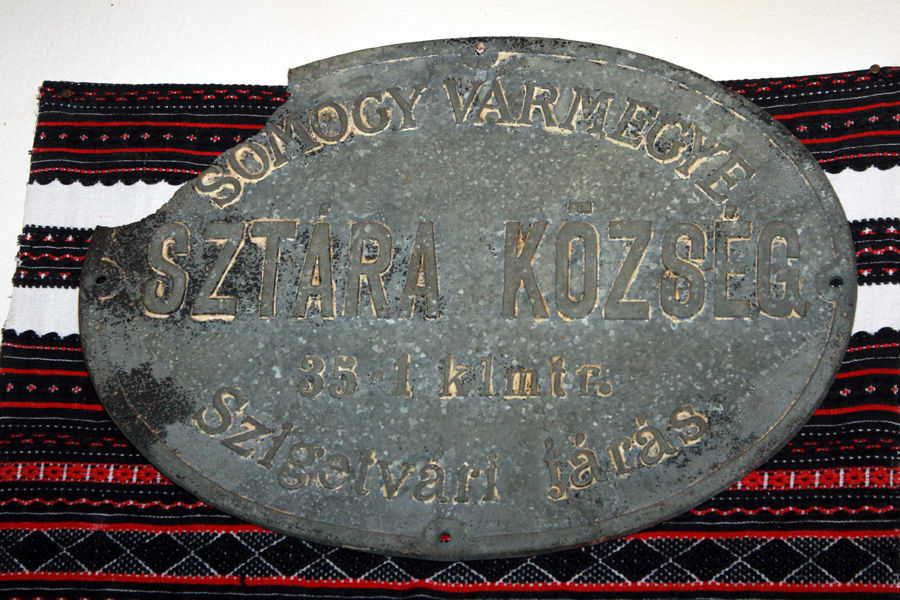 SOMOGY VÁRMEGYE
SZTÁRA KÖZSÉG
35·1 klmtr.
Szigetvári járás